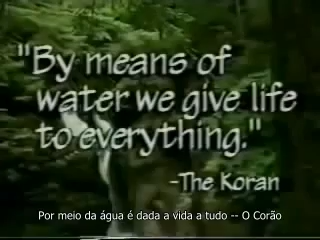 "By means of
water we give life
to everything."
-The Koran
Por meio da água é dada a vida a tudo -- O Corão